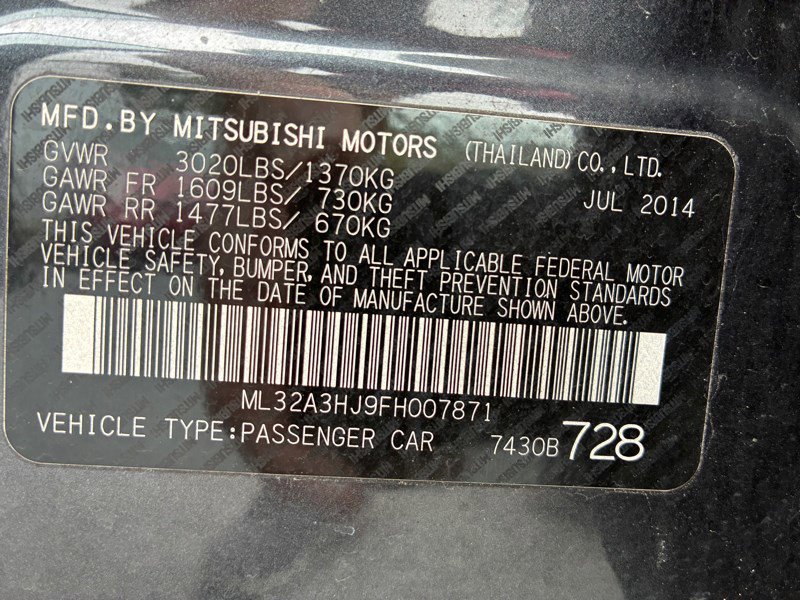 MFD.BY MITSUBISHI MOTORS (THAILAND)CO.,LTD.
GVWR 3020LBS/1370KG
GAWR FR 1609LBS/ 730KG JUL 2014
GAWR RR 1477LBS/ 670KG
THIS VEHICLE CONFORMS TO ALL APPLICABLE FEDERAL MOTOR
VEHICLE SAFETY, BUMPER, AND THEFT PREVENTION STANDARDS
IN EFFECT ON THE DATE OF MANUFACTURE SHOWN ABOVE.
ML32A3HJ9FH007871
VEHICLE TYPE:PASSENGER CAR 7430B 728